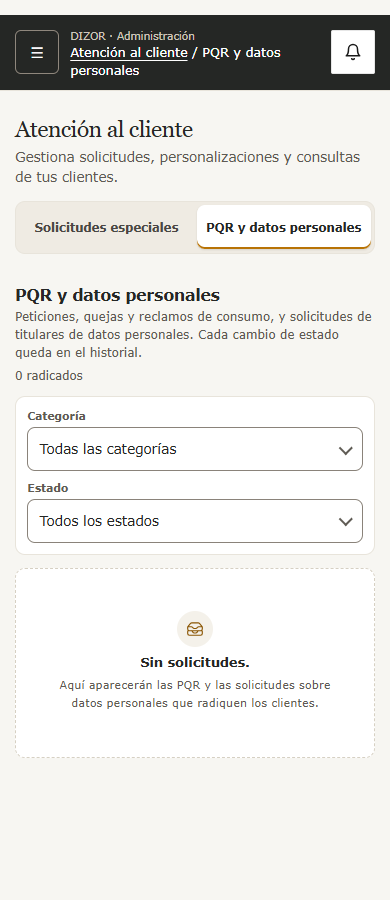 DIZOR · Administración
Atención al cliente / PQR y datos
personales
Atención al cliente
Gestiona solicitudes, personalizaciones y consultas
de tus clientes.
Solicitudes especiales
PQR y datos personales
PQR y datos personales
Peticiones, quejas y reclamos de consumo, y solicitudes de
titulares de datos personales. Cada cambio de estado
queda en el historial.
0 radicados
Categoría
Todas las categorías
Estado
Todos los estados
Sin solicitudes.
Aquí aparecerán las PQR y las solicitudes sobre
datos personales que radiquen los clientes.